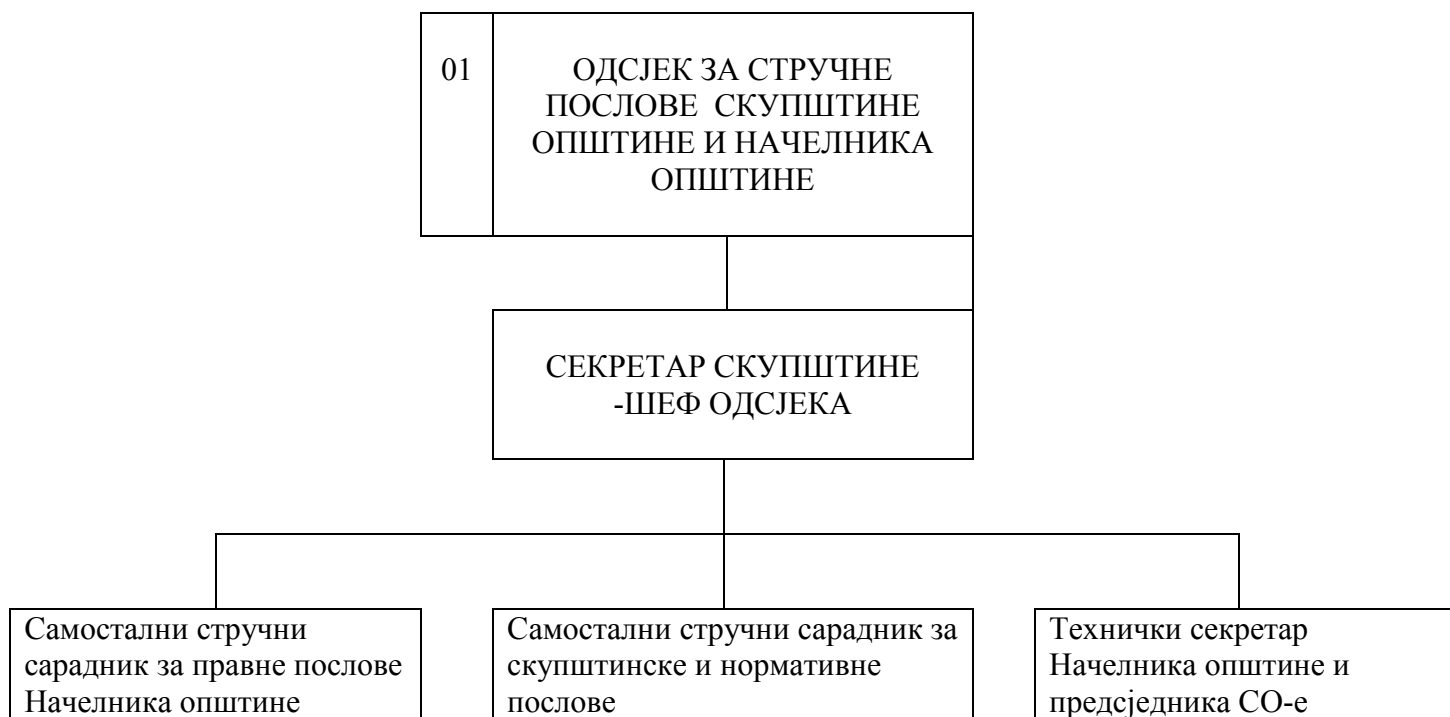 01
ОДСЈЕК ЗА СТРУЧНЕ
ПОСЛОВЕ СКУПШТИНЕ
ОПШТИНЕ И НАЧЕЛНИКА
ОПШТИНЕ
СЕКРЕТАР СКУПШТИНЕ
-ШЕФ ОДСЈЕКА
Самостални стручни
сарадник за правне послове
Начелника општине
Самостални стручни сарадник за
скупштинске и нормативне
послове
Технички секретар
Начелника општине и
предсједника СО-е